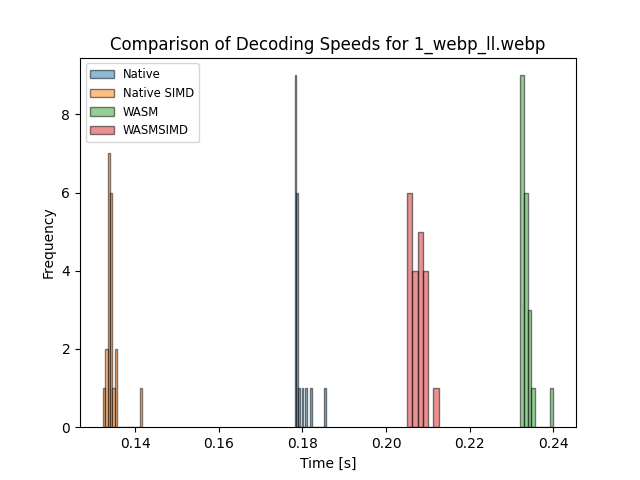 Comparison of Decoding Speeds for 1_webp_ll.webp
Native
Native SIMD
WASM
WASMSIMD
8
6
4
2
0
Frequency
0.14 0.16 0.18 0.20 0.22 0.24
Time [s]